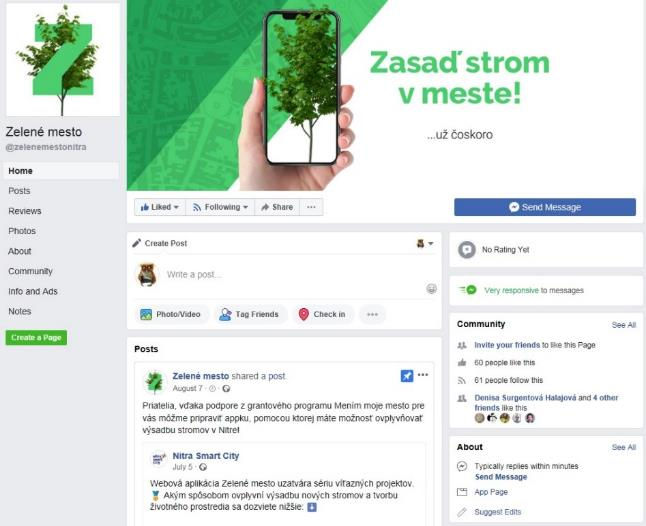 Zasaď strom
v meste!
...už čoskoro
Zelené mesto
@zelenemestonitra
Home
Posts
Reviews
Photos
About
Community
Info and Ads
Notes
Create a Page
Liked
Following
Share
Send Message
Create Post
Write a post...
Photo/Video
Tag Friends
Check in
Posts
Zelené mesto shared a post
August 7
Priatelia, vďaka podpore z grantového programu Mením moje mesto pre
vás môžme pripraviť appku, pomocou ktorej máte možnosť ovplyvňovať
výsadbu stromov v Nitre!
Nitra Smart City
July 5
Webová aplikácia Zelené mesto uzatvára sériu víťazných projektov.
Akým spôsobom ovplyvní výsadbu nových stromov a tvorbu
životného prostredia sa dozviete nižšie:
No Rating Yet
Very responsive to messages
Community
See All
Invite your friends to like this Page
60 people like this
61 people follow this
Denisa Surgentová Halajová and 4 other
friends like this
About
See All
Typically replies within minutes
Send Message
App Page
Suggest Edits